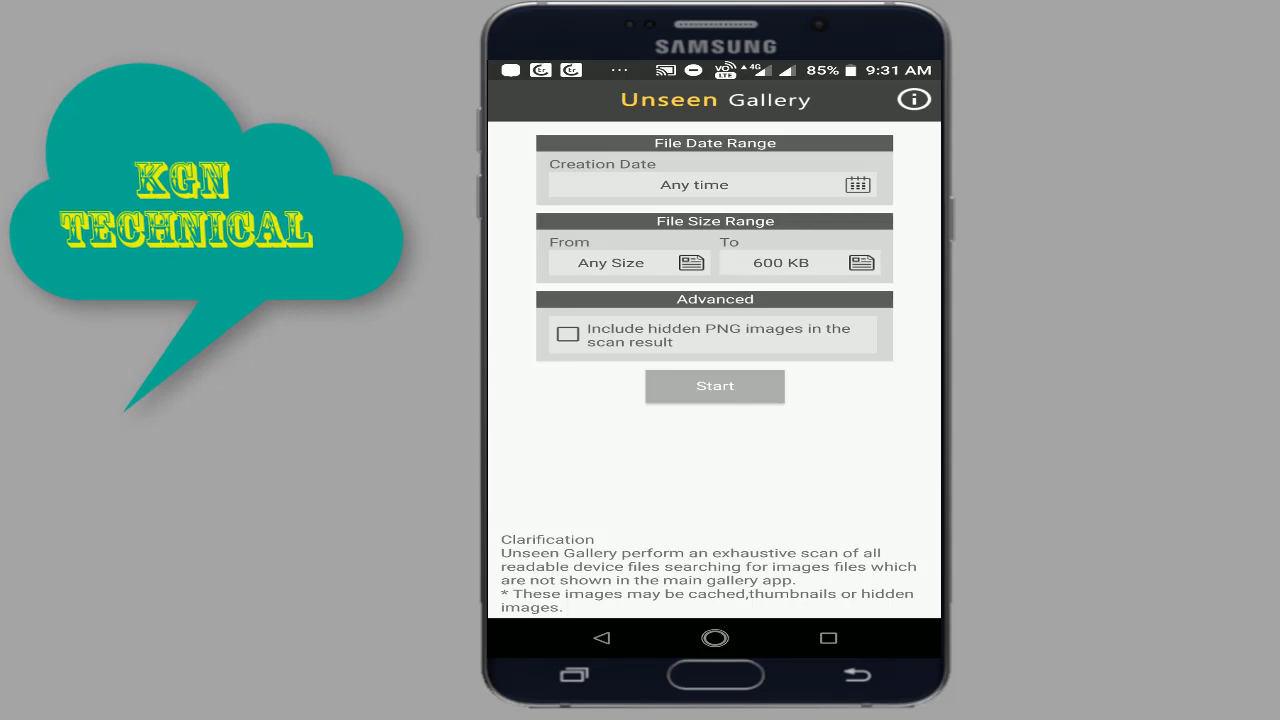 KGN
TECHNICAL
SAMSUNG
VO LTE 4G 85% 9:31 AM
Unseen Gallery
File Date Range
Creation Date
Any time
File Size Range
From To
Any Size 600 KB
Advanced
Include hidden PNG images in the
scan result
Start
Clarification
Unseen Gallery perform an exhaustive scan of all
readable device files searching for images files which
are not shown in the main gallery app.
* These images may be cached,thumbnails or hidden
images.